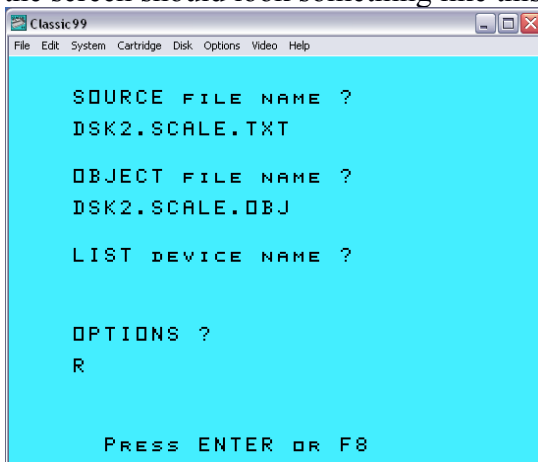 the screen should look something like this
Classic99
File Edit System Cartridge Disk Options Video Help
SOURCE FILE NAME ?
DSK2.SCALE.TXT
OBJECT FILE NAME ?
DSK2.SCALE.OBJ
LIST DEVICE NAME ?
OPTIONS ?
R
PRESS ENTER OR F8